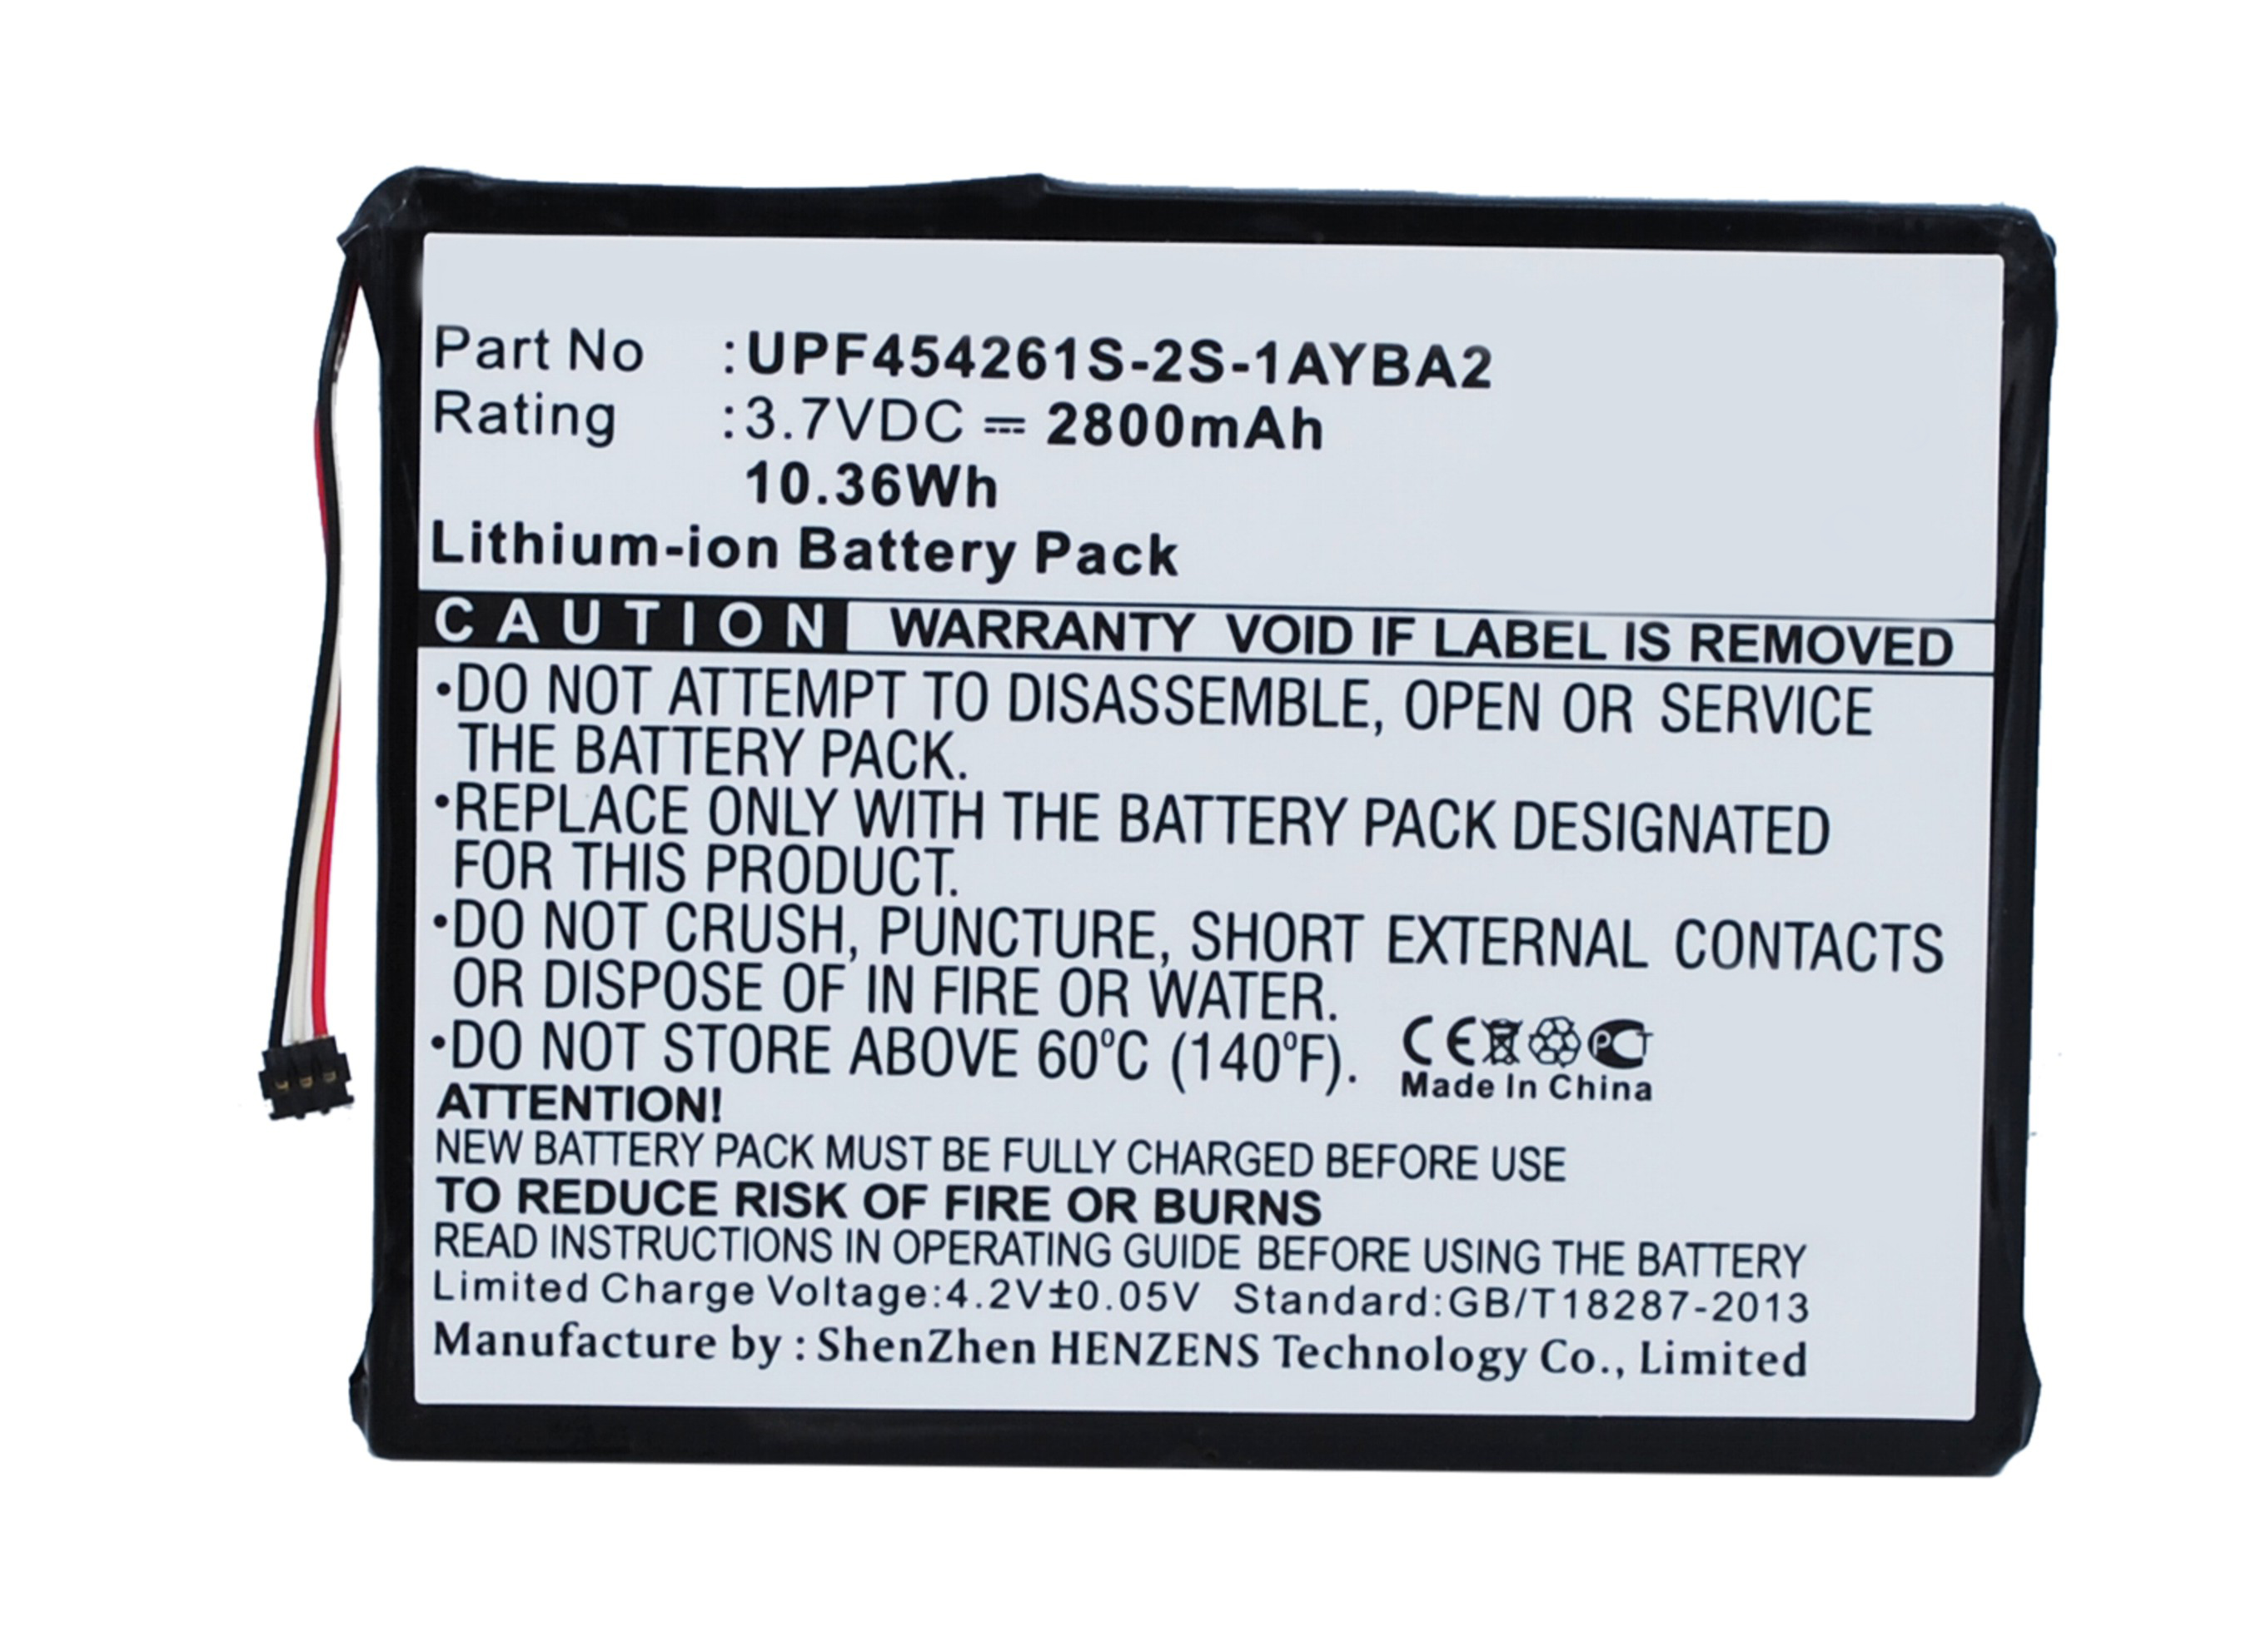 Part No :UPF454261S-2S-1AYBA2
Rating :3.7VDC ⎓ 2800mAh
10.36Wh
Lithium-ion Battery Pack
CAUTION WARRANTY VOID IF LABEL IS REMOVED
•DO NOT ATTEMPT TO DISASSEMBLE, OPEN OR SERVICE
THE BATTERY PACK.
•REPLACE ONLY WITH THE BATTERY PACK DESIGNATED
FOR THIS PRODUCT.
•DO NOT CRUSH, PUNCTURE, SHORT EXTERNAL CONTACTS
OR DISPOSE OF IN FIRE OR WATER.
•DO NOT STORE ABOVE 60°C (140°F).
CE PCT
Made In China
ATTENTION!
NEW BATTERY PACK MUST BE FULLY CHARGED BEFORE USE
TO REDUCE RISK OF FIRE OR BURNS
READ INSTRUCTIONS IN OPERATING GUIDE BEFORE USING THE BATTERY
Limited Charge Voltage:4.2V±0.05V Standard:GB/T18287-2013
Manufacture by : ShenZhen HENZENS Technology Co., Limited